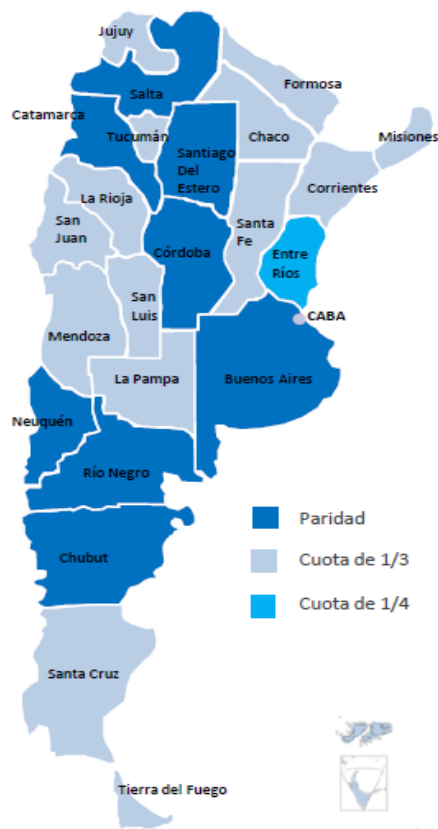 Jujuy
Formosa
Salta
Catamarca
Tucumán
Chaco
Misiones
Santiago
Del
Estero
La Rioja
Corrientes
San
Juan
Santa
Fe
Córdoba
Entre
Ríos
San
Luis
CABA
Mendoza
La Pampa
Buenos Aires
Neuquén
Río Negro
Paridad
Chubut
Cuota de 1/3
Cuota de 1/4
Santa Cruz
Tierra del Fuego